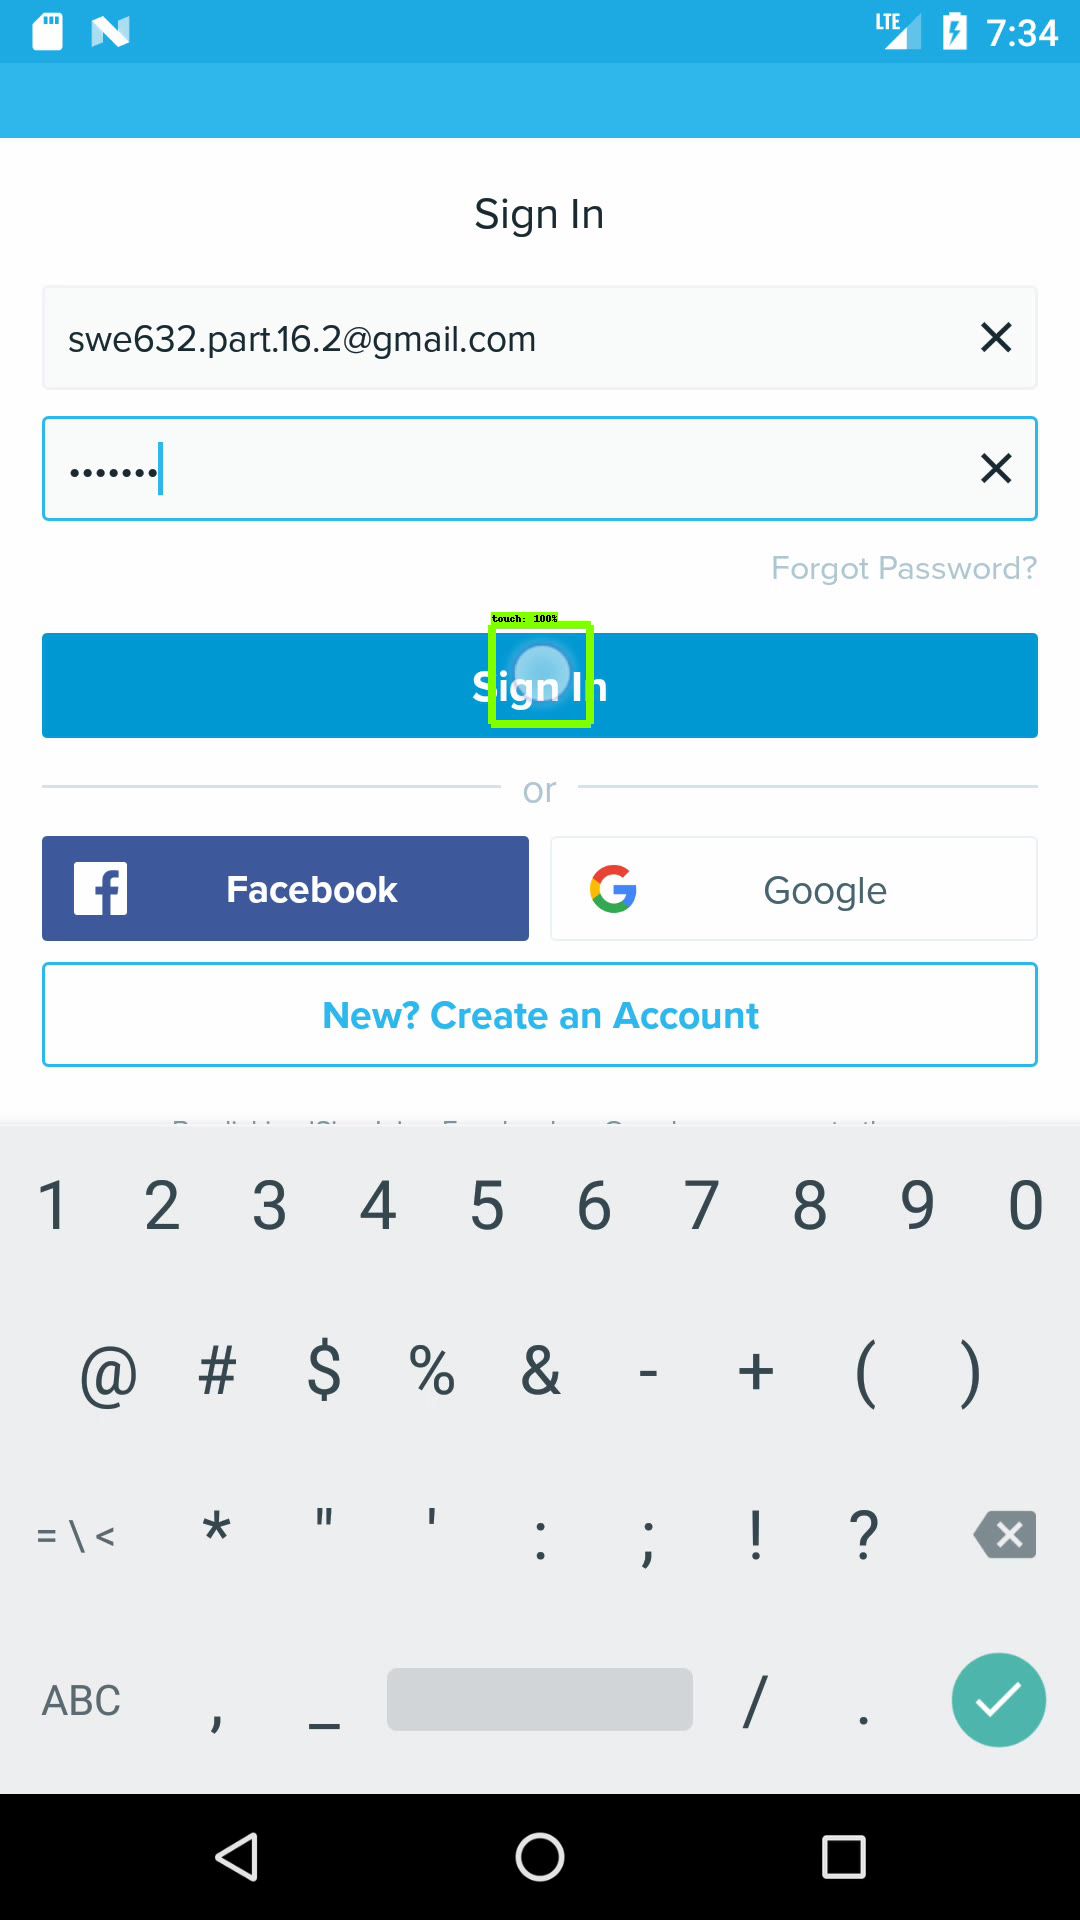 LTE 7:34
Sign In
swe632.part.16.2@gmail.com
•••••••
Forgot Password?
touch: 100%
Sign In
or
Facebook
Google
New? Create an Account
1 2 3 4 5 6 7 8 9 0
@ # $ % & - + ( )
= \ < * " ' : ; ! ?
ABC , _ / .